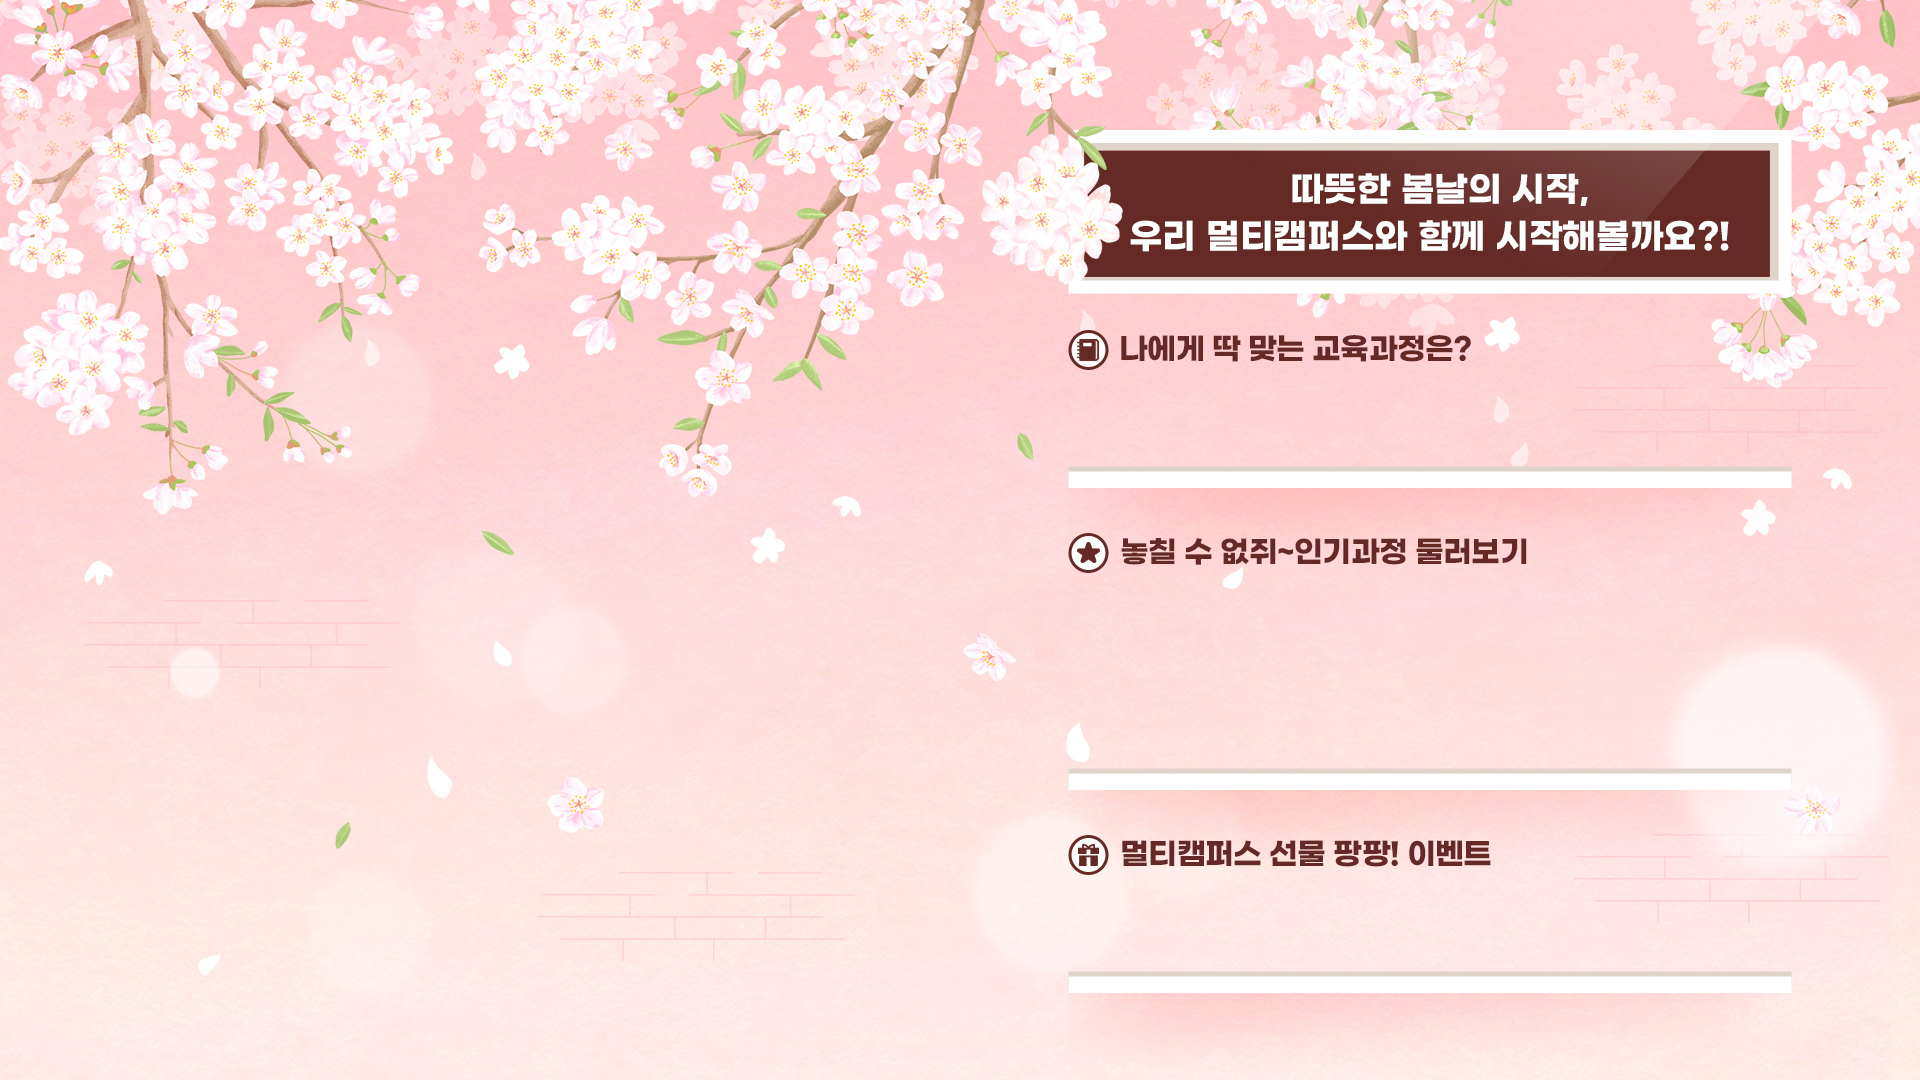 따뜻한 봄날의 시작,
우리 멀티캠퍼스와 함께 시작해볼까요?!
나에게 딱 맞는 교육과정은?
놓칠 수 없쥐~인기과정 둘러보기
멀티캠퍼스 선물 팡팡! 이벤트